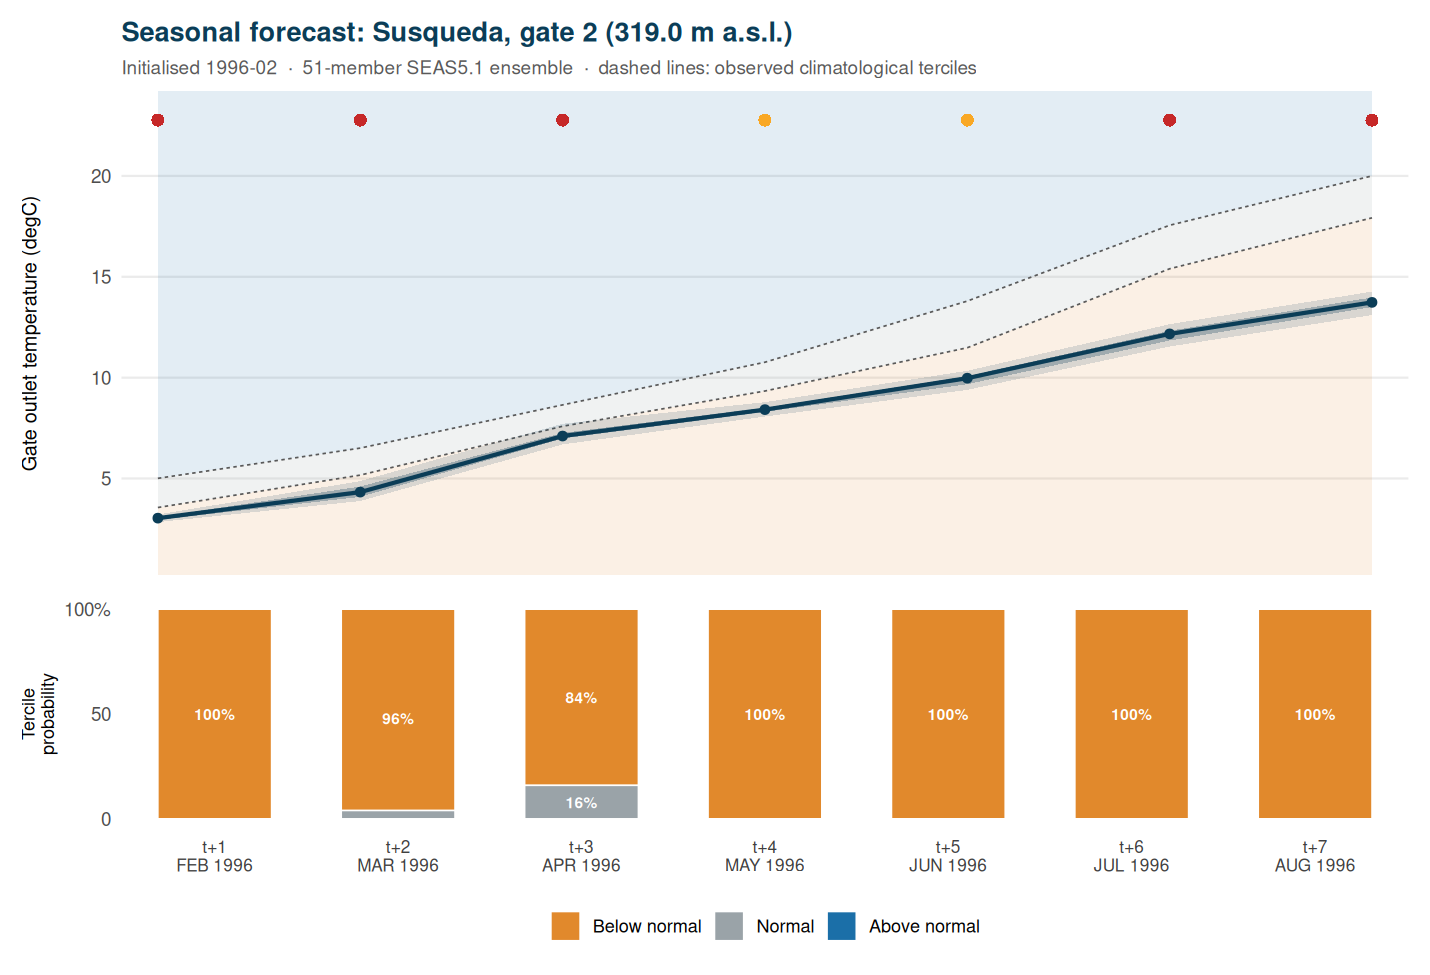 Seasonal forecast: Susqueda, gate 2 (319.0 m a.s.l.)
Initialised 1996-02 · 51-member SEAS5.1 ensemble · dashed lines: observed climatological terciles
Gate outlet temperature (degC)
20
15
10
5
Tercile
probability
100%
50
0
100%
96%
84%
16%
100%
100%
100%
100%
t+1
FEB 1996
t+2
MAR 1996
t+3
APR 1996
t+4
MAY 1996
t+5
JUN 1996
t+6
JUL 1996
t+7
AUG 1996
Below normal
Normal
Above normal